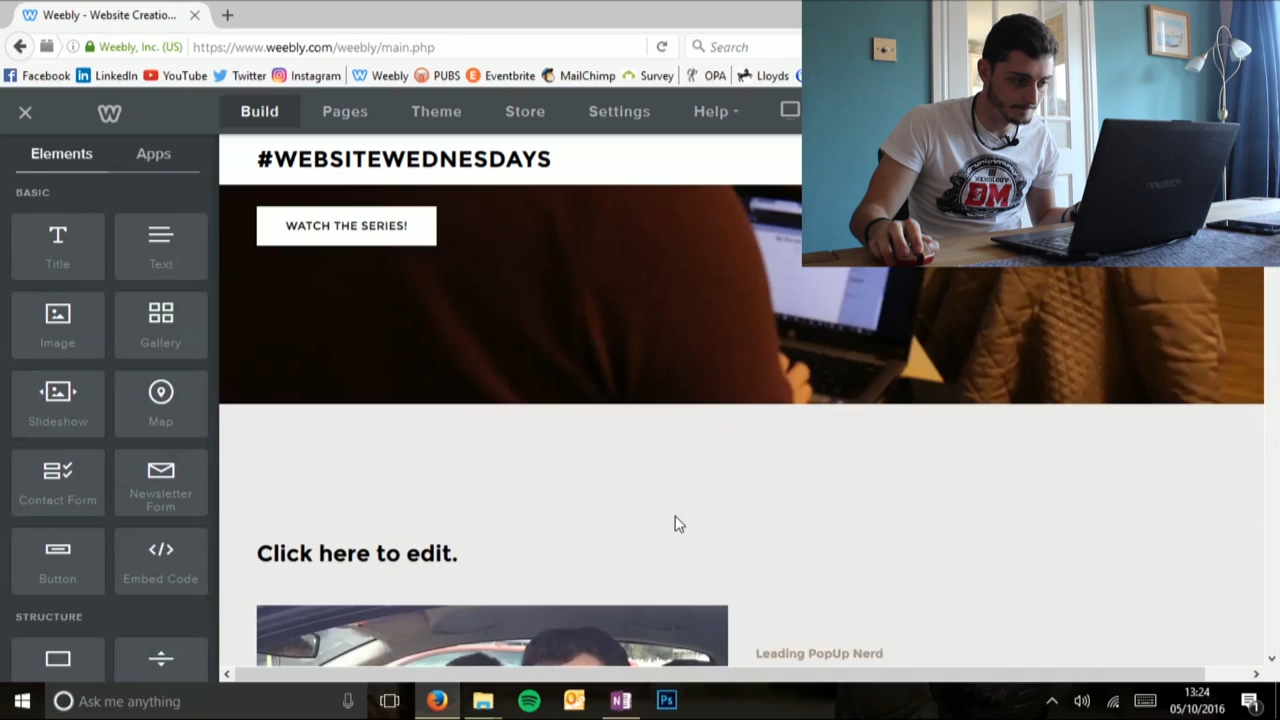 Weebly - Website Creatio...
Weebly, Inc. (US) https://www.weebly.com/weebly/main.php Search
Facebook LinkedIn YouTube Twitter Instagram Weebly PUBS Eventbrite MailChimp Survey OPA Lloyds
Build Pages Theme Store Settings Help
Elements Apps
#WEBSITEWEDNESDAYS
BASIC
WATCH THE SERIES!
Title Text
Image Gallery
Slideshow Map
Contact Form Newsletter Form
Button Embed Code
Click here to edit.
STRUCTURE
Leading PopUp Nerd
Ask me anything
13:24
05/10/2016
DM